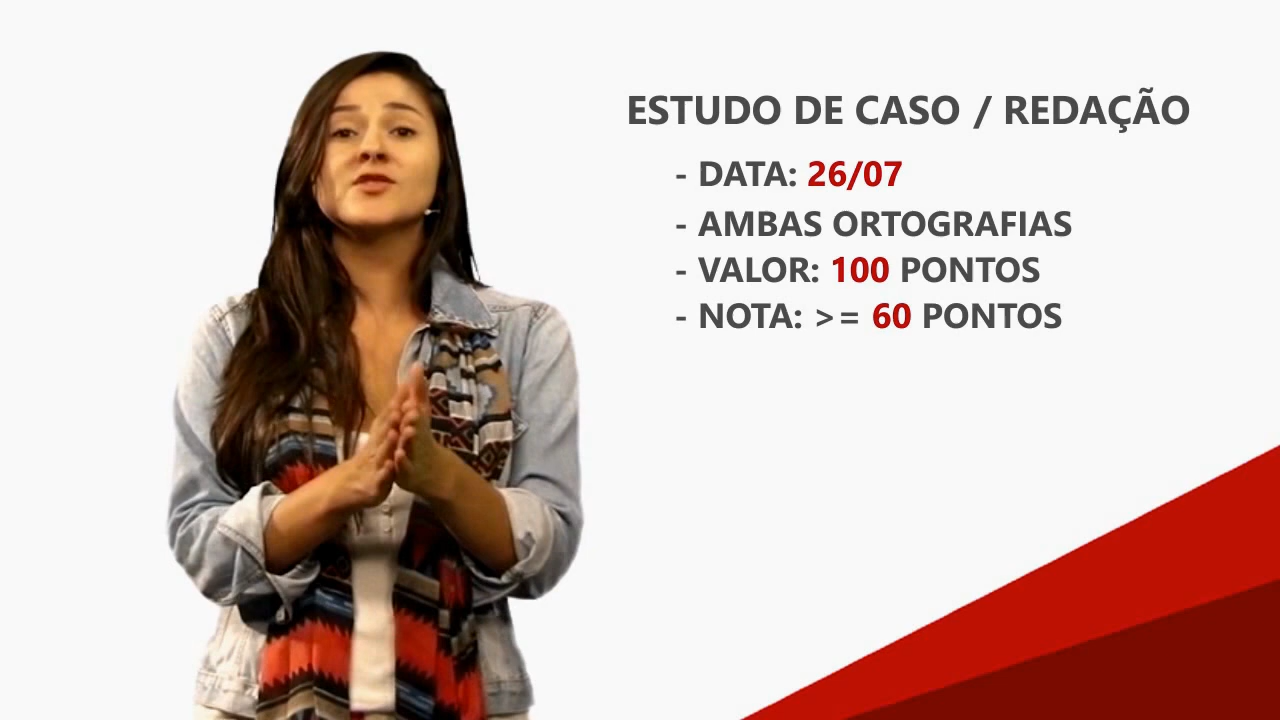 ESTUDO DE CASO / REDAÇÃO
- DATA: 26/07
- AMBAS ORTOGRAFIAS
- VALOR: 100 PONTOS
- NOTA: >= 60 PONTOS